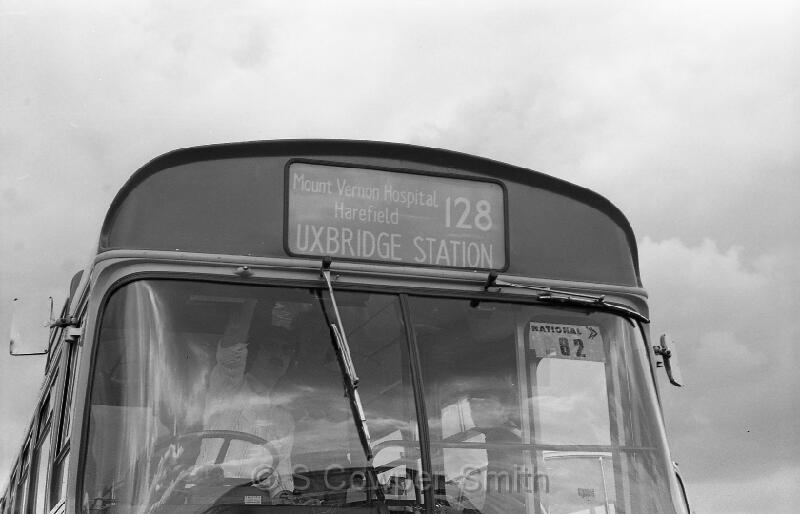 Mount Vernon Hospital
Harefield
128
UXBRIDGE STATION
NATIONAL
82
© S Cowper Smith